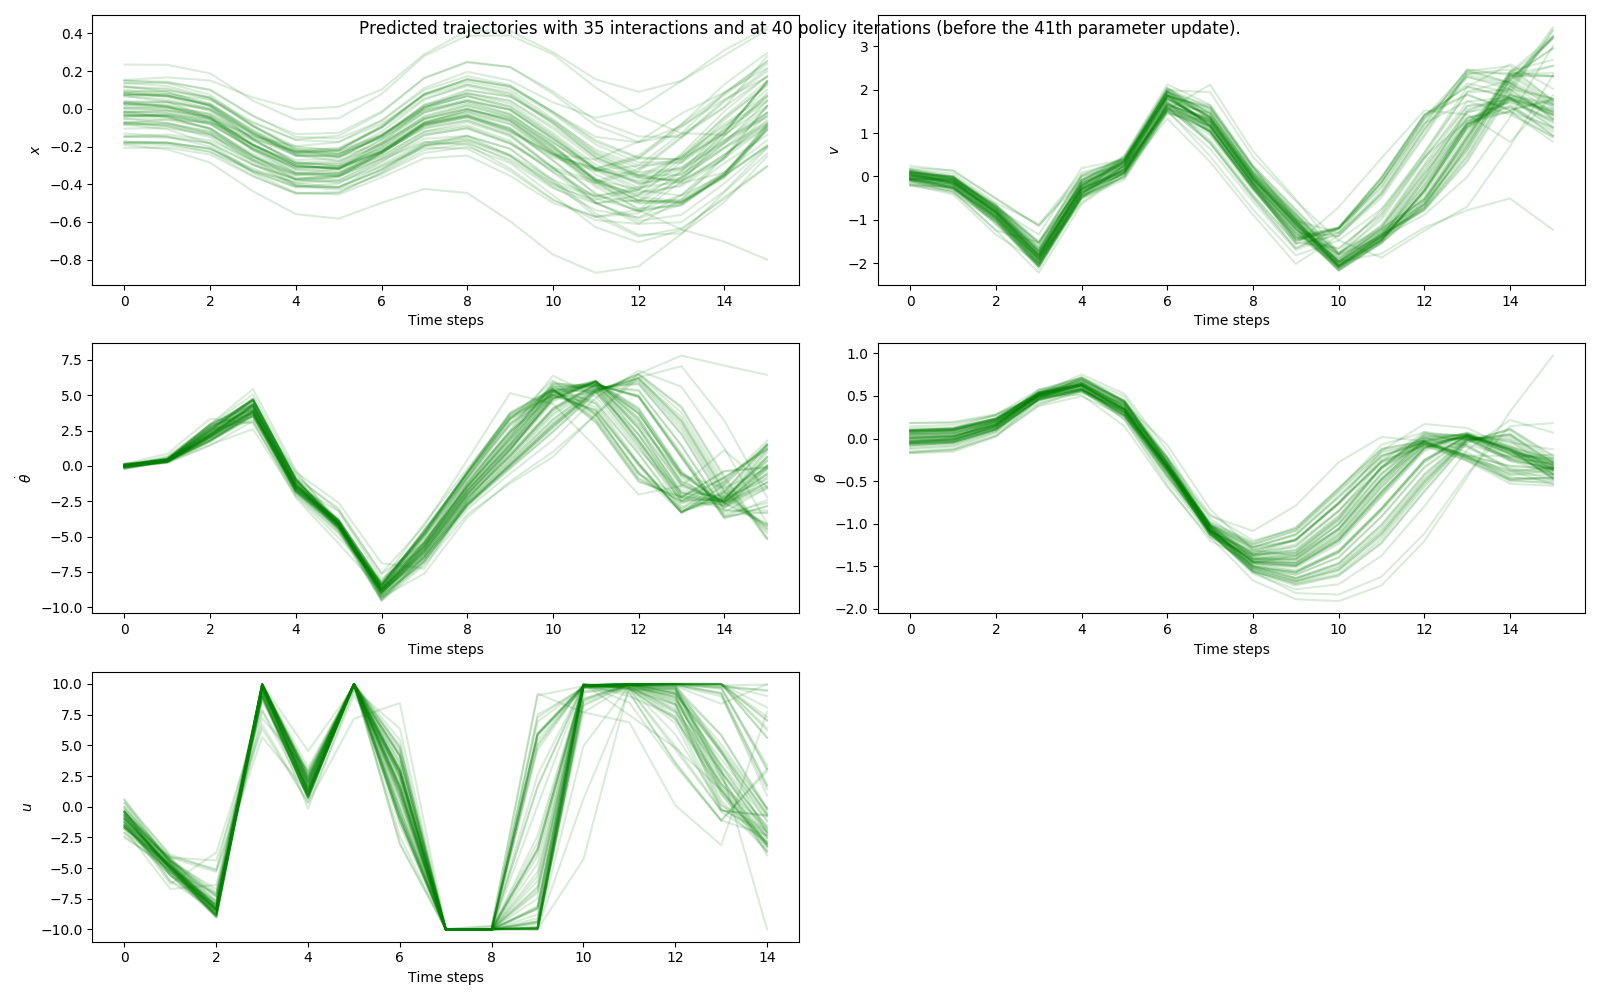 Predicted trajectories with 35 interactions and at 40 policy iterations (before the 41th parameter update).
0.4
0.2
0.0
−0.2
−0.4
−0.6
−0.8
x
0 2 4 6 8 10 12 14
Time steps
3
2
1
0
−1
−2
v
0 2 4 6 8 10 12 14
Time steps
7.5
5.0
2.5
0.0
−2.5
−5.0
−7.5
−10.0
θ̇
0 2 4 6 8 10 12 14
Time steps
1.0
0.5
0.0
−0.5
−1.0
−1.5
−2.0
θ
0 2 4 6 8 10 12 14
Time steps
10.0
7.5
5.0
2.5
0.0
−2.5
−5.0
−7.5
−10.0
u
0 2 4 6 8 10 12 14
Time steps